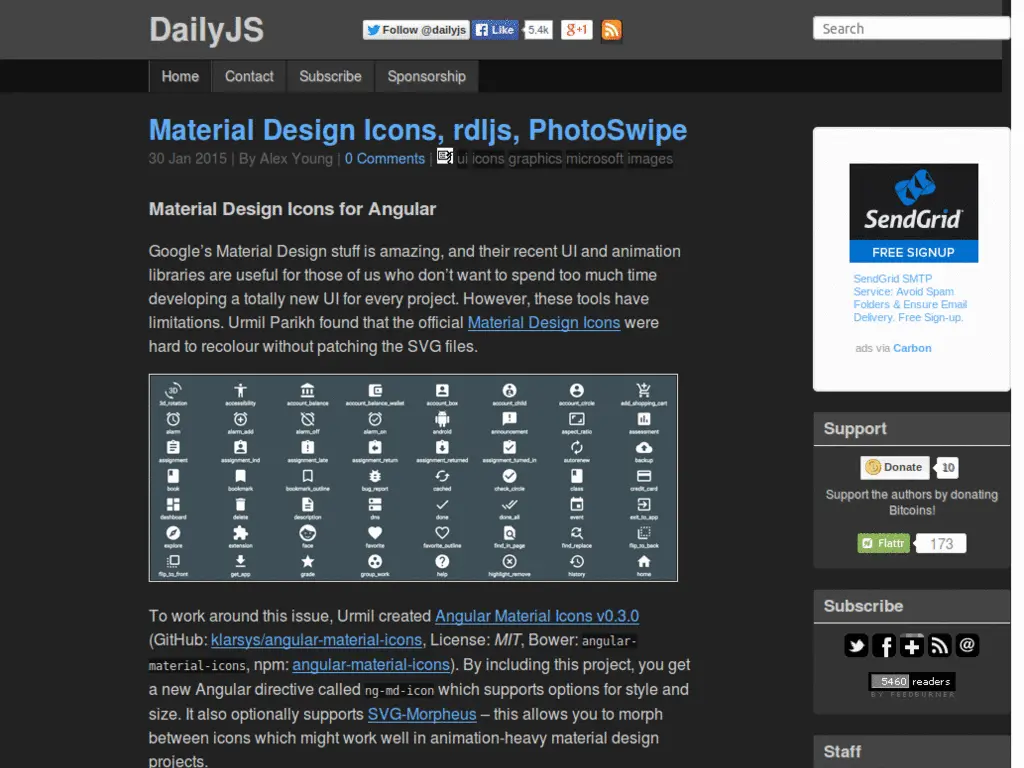 DailyJS
Follow @dailyjs
Like
5.4k
g+1
Search
Home
Contact
Subscribe
Sponsorship
Material Design Icons, rdljs, PhotoSwipe
30 Jan 2015 | By Alex Young | 0 Comments | ui icons graphics microsoft images
Material Design Icons for Angular
Google’s Material Design stuff is amazing, and their recent UI and animation
libraries are useful for those of us who don’t want to spend too much time
developing a totally new UI for every project. However, these tools have
limitations. Urmil Parikh found that the official Material Design Icons were
hard to recolour without patching the SVG files.
3d_rotation accessibility account_balance account_balance_wallet account_box account_child account_circle add_shopping_cart
alarm alarm_add alarm_off alarm_on android announcement aspect_ratio assessment
assignment assignment_ind assignment_late assignment_return assignment_returned assignment_turned_in autorenew backup
book bookmark bookmark_outline bug_report cached check_circle class credit_card
dashboard delete description dns done done_all event exit_to_app
explore extension face favorite favorite_outline find_in_page find_replace flip_to_back
flip_to_front get_app grade group_work help highlight_remove history home
To work around this issue, Urmil created Angular Material Icons v0.3.0
(GitHub: klarsys/angular-material-icons, License: MIT, Bower: angular-
material-icons, npm: angular-material-icons). By including this project, you get
a new Angular directive called ng-md-icon which supports options for style and
size. It also optionally supports SVG-Morpheus – this allows you to morph
between icons which might work well in animation-heavy material design
projects.
SendGrid
FREE SIGNUP
SendGrid SMTP
Service: Avoid Spam
Folders & Ensure Email
Delivery. Free Sign-up.
ads via Carbon
Support
Donate
10
Support the authors by donating
Bitcoins!
Flattr
173
Subscribe
5460 readers
BY FEEDBURNER
Staff